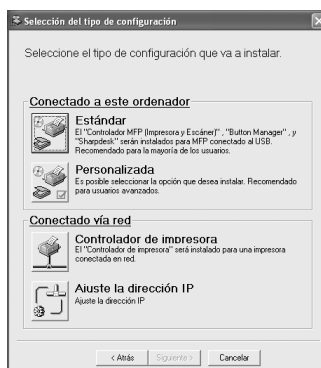 Selección del tipo de configuración
Seleccione el tipo de configuración que va a instalar.
Conectado a este ordenador
Estándar
El "Controlador MFP (Impresora y Escáner)" , "Button Manager" , y
"Sharpdesk" serán instalados para MFP conectado al USB.
Recomendado para la mayoría de los usuarios.
Personalizada
Es posible seleccionar la opción que desea instalar. Recomendado
para usuarios avanzados.
Conectado vía red
Controlador de impresora
El "Controlador de impresora" será instalado para una impresora
conectada en red.
Ajuste la dirección IP
Ajuste la dirección IP
< Atrás
Siguiente >
Cancelar